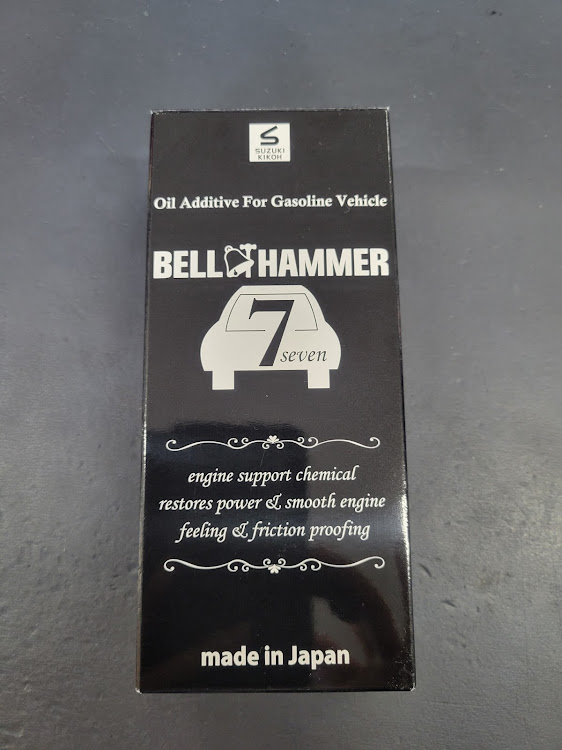 SUZUKI
KIKOH
Oil Additive For Gasoline Vehicle
BELL HAMMER
7
seven
engine support chemical
restores power & smooth engine
feeling & friction proofing
made in Japan